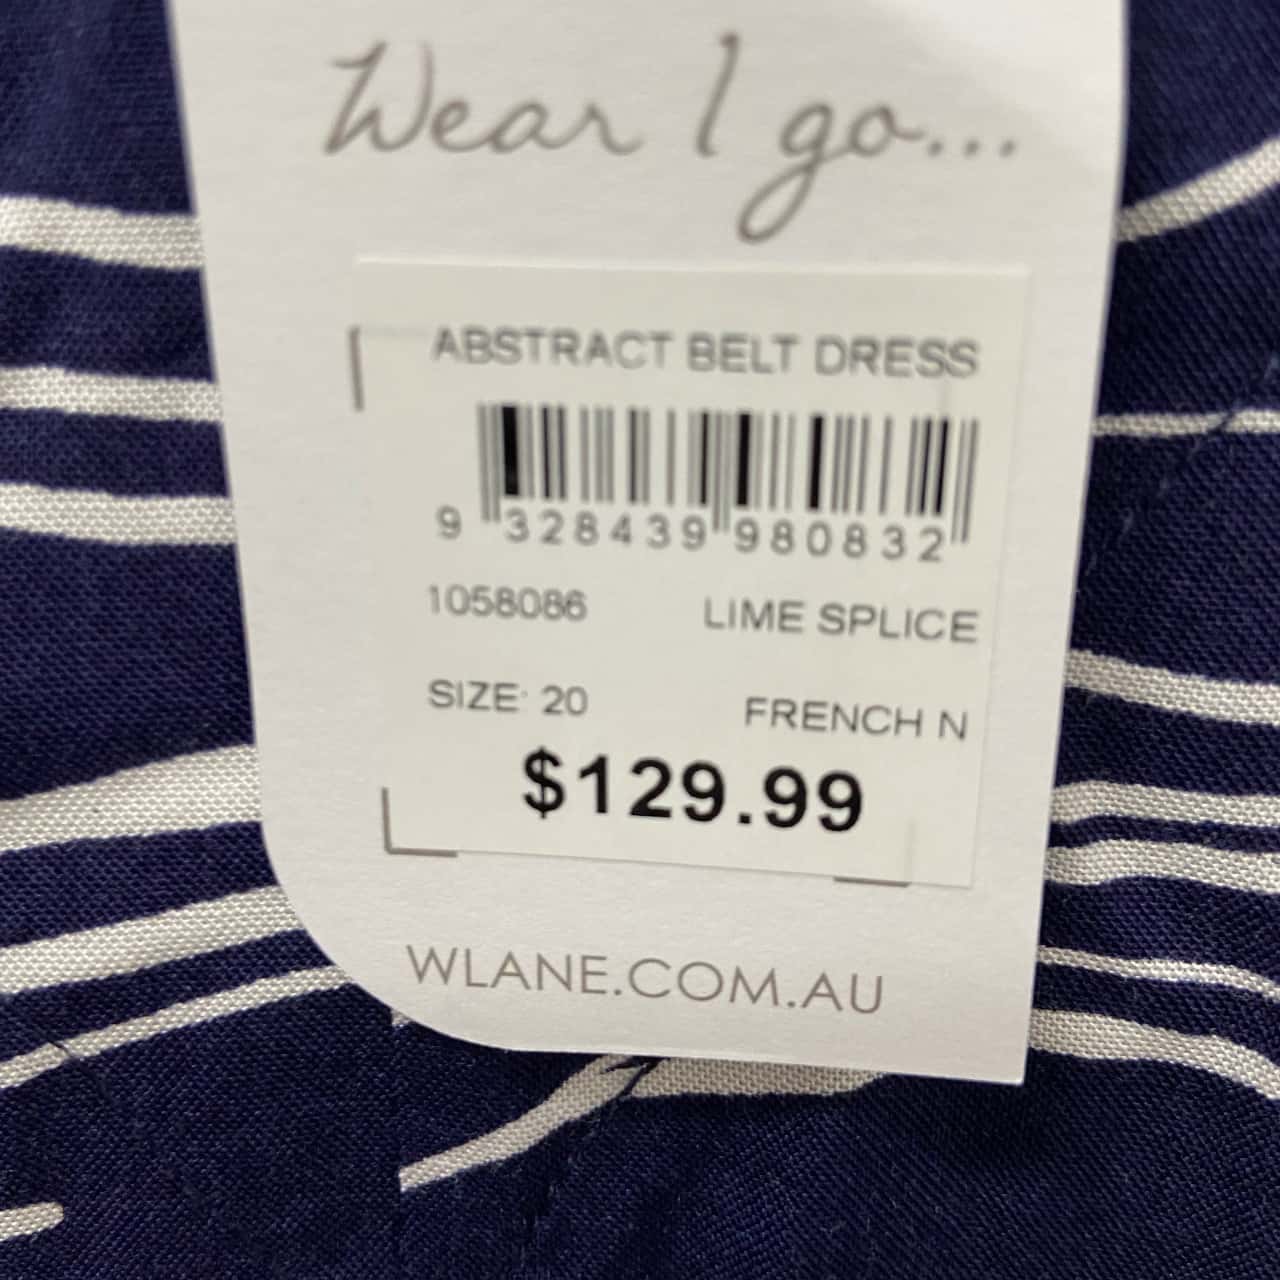 Wear I go...
ABSTRACT BELT DRESS
9 328439 980832
1058086 LIME SPLICE
SIZE: 20 FRENCH N
$129.99
WLANE.COM.AU